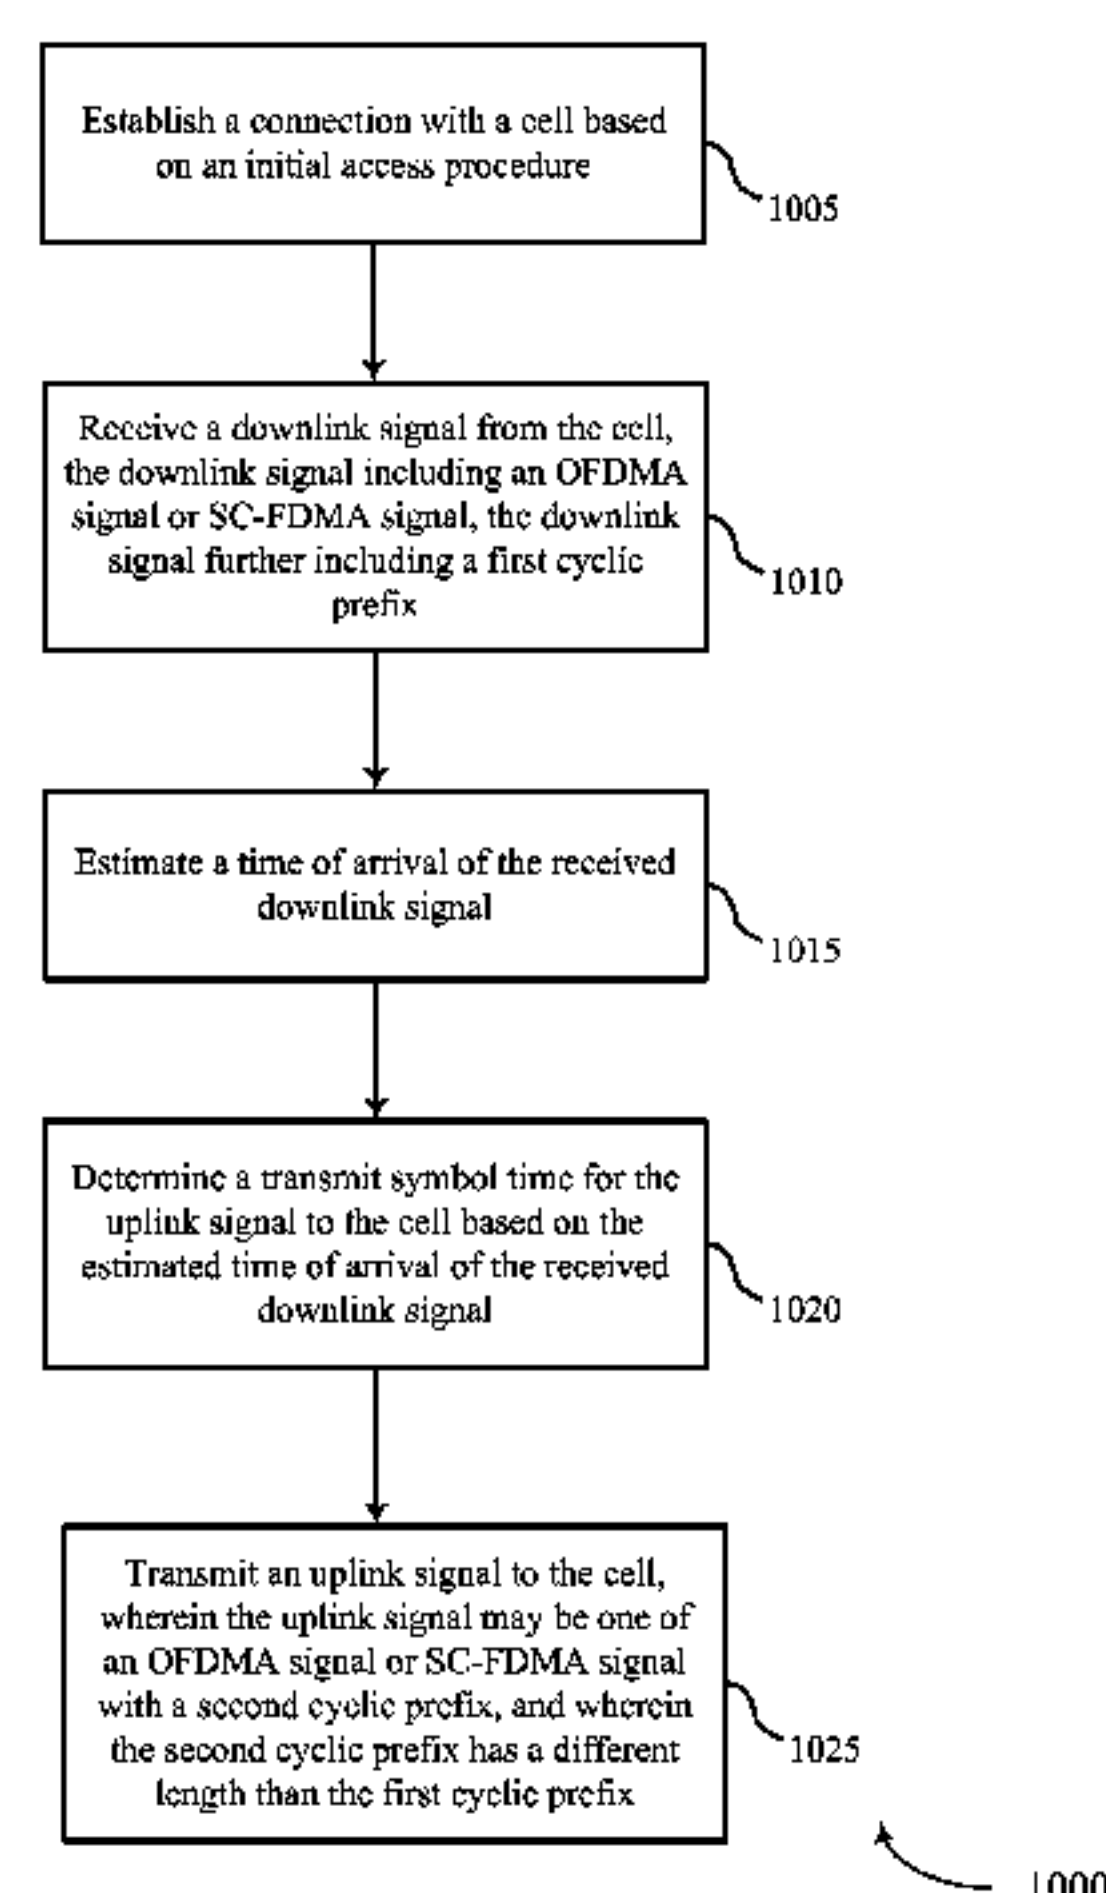 Establish a connection with a cell based
on an initial access procedure
1005
Receive a downlink signal from the cell,
the downlink signal including an OFDMA
signal or SC-FDMA signal, the downlink
signal further including a first cyclic
prefix
1010
Estimate a time of arrival of the received
downlink signal
1015
Determine a transmit symbol time for the
uplink signal to the cell based on the
estimated time of arrival of the received
downlink signal
1020
Transmit an uplink signal to the cell,
wherein the uplink signal may be one of
an OFDMA signal or SC-FDMA signal
with a second cyclic prefix, and wherein
the second cyclic prefix has a different
length than the first cyclic prefix
1025
1000